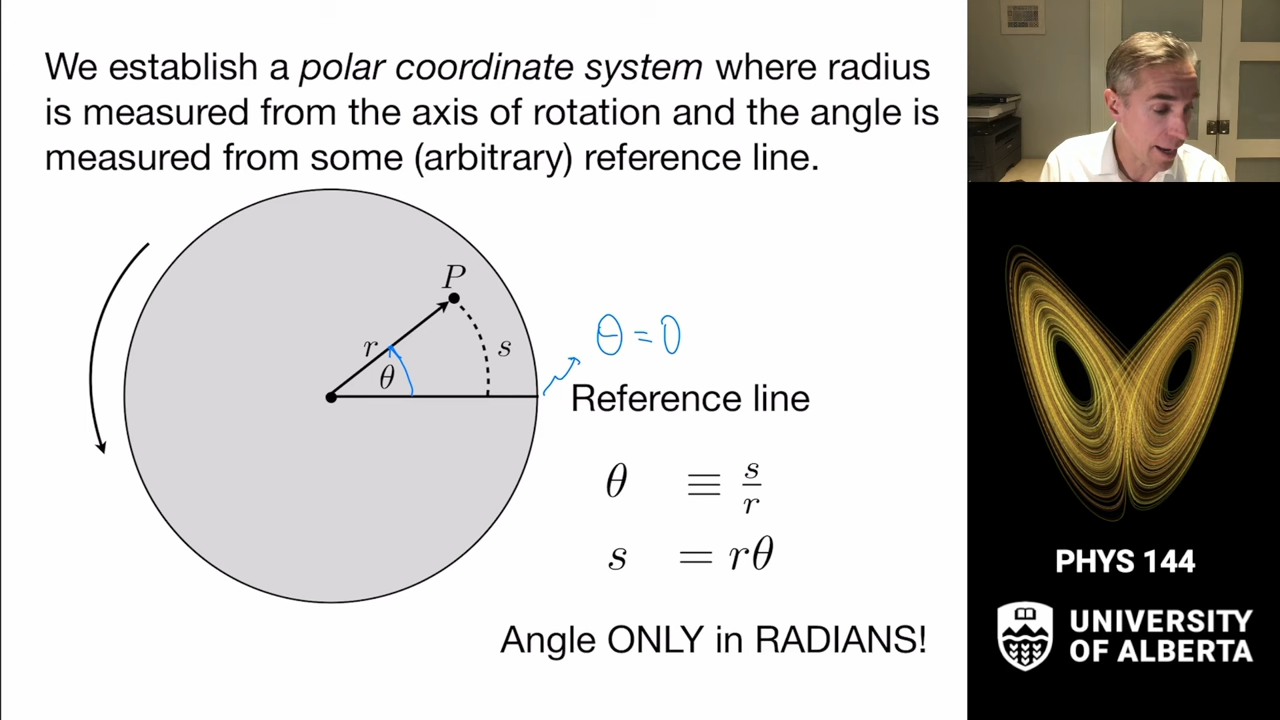 We establish a polar coordinate system where radius
is measured from the axis of rotation and the angle is
measured from some (arbitrary) reference line.
P
r
θ
s
θ = 0
Reference line
θ ≡ s/r
s = rθ
Angle ONLY in RADIANS!
PHYS 144
UNIVERSITY
OF ALBERTA